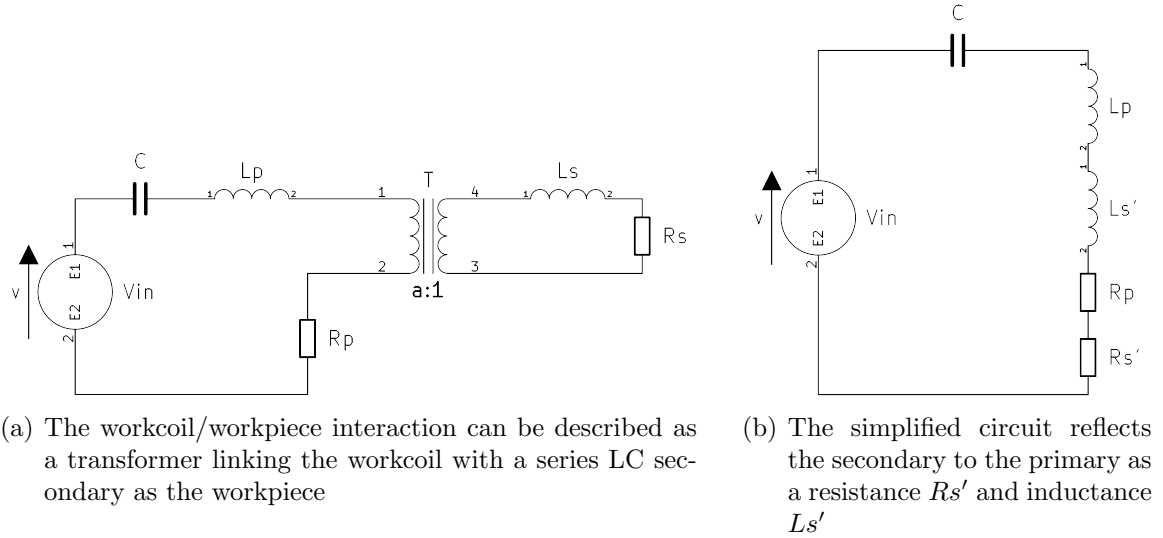 C
Lp
1
2
1
2
T
4
3
a:1
Ls
1
2
Rs
1
E1
E2
2
v
Vin
Rp
C
1
Lp
2
1
Ls´
2
1
E1
E2
2
v
Vin
Rp
Rs´
(a) The workcoil/workpiece interaction can be described as
a transformer linking the workcoil with a series LC sec-
ondary as the workpiece
(b) The simplified circuit reflects
the secondary to the primary as
a resistance Rs′ and inductance
Ls′